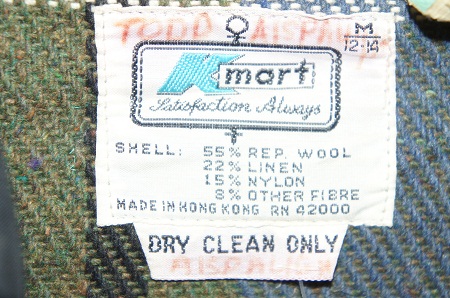 TODD
M
12-14
Kmart
Satisfaction Always
SHELL: 55% REP. WOOL
22% LINEN
15% NYLON
8% OTHER FIBRE
MADE IN HONG KONG RN 42000
DRY CLEAN ONLY